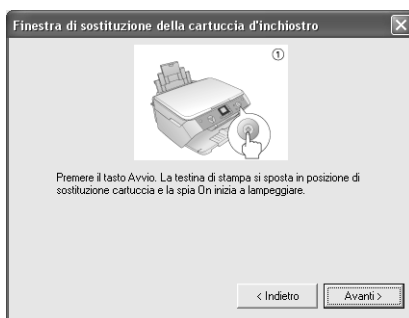 Finestra di sostituzione della cartuccia d'inchiostro
1
Premere il tasto Avvio. La testina di stampa si sposta in posizione di
sostituzione cartuccia e la spia On inizia a lampeggiare.
< Indietro
Avanti >